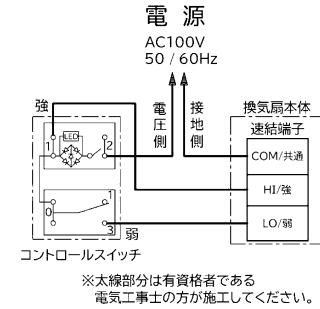 電 源
AC100V
50 / 60Hz
強
電圧側
接地側
換気扇本体
速結端子
LED
1
2
COM/共通
HI/強
0
1
3
LO/弱
弱
コントロールスイッチ
※太線部分は有資格者である
電気工事士の方が施工してください。